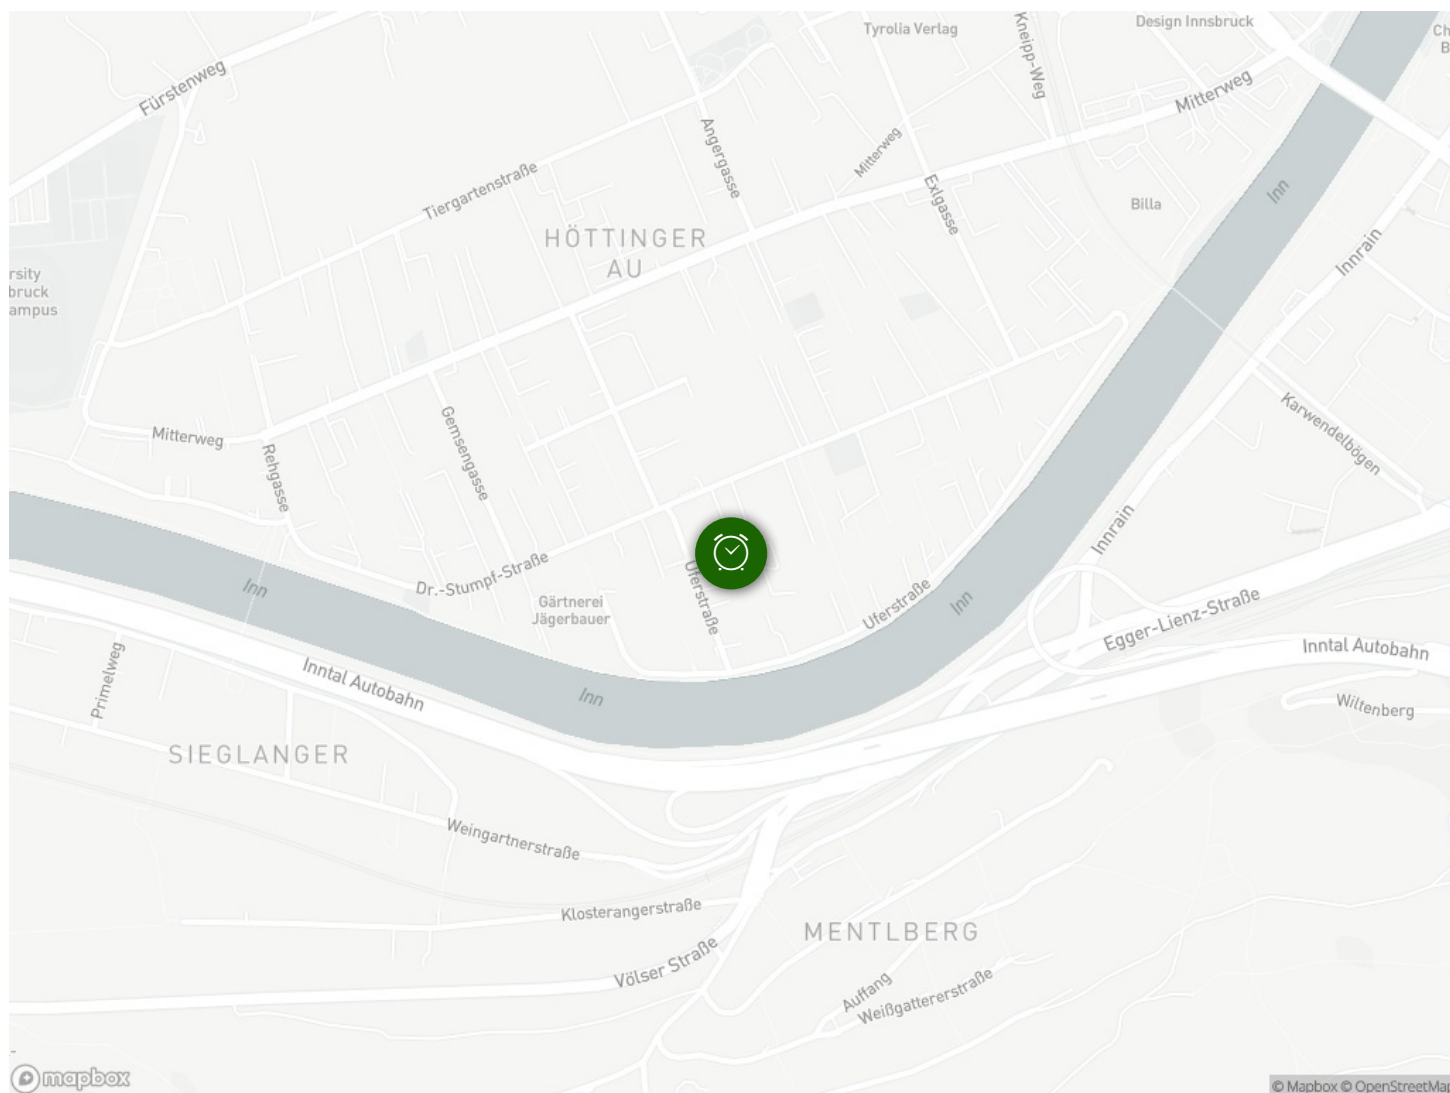 Tyrolia Verlag
Design Innsbruck
Ch
B
Kneipp-Weg
Fürstenweg
Mitterweg
Angergasse
Mitterweg
Tiergartenstraße
Exlgasse
Billa
Inn
HÖTTINGER
AU
Innrain
rsity
bruck
ampus
Karwendelbögen
Mitterweg
Gemsengasse
Rehgasse
Innrain
Dr.-Stumpf-Straße
Uferstraße
Inn
Gärtnerei
Jägerbauer
Uferstraße
Inn
Egger-Lienz-Straße
Inntal Autobahn
Primelweg
Inntal Autobahn
Inn
Wiltenberg
SIEGLANGER
Weingartnerstraße
Klosterangerstraße
MENTLBERG
Völser Straße
Auffang
Weißgattererstraße
mapbox
© Mapbox © OpenStreetMap